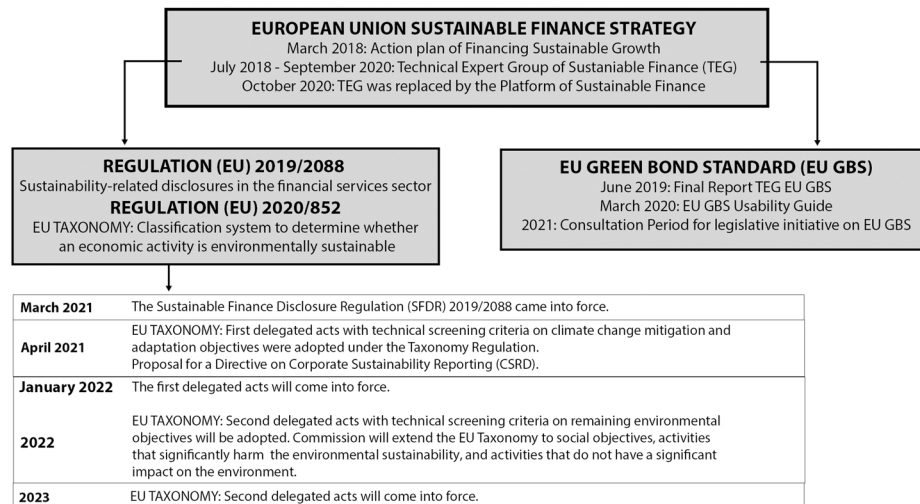 EUROPEAN UNION SUSTAINABLE FINANCE STRATEGY
March 2018: Action plan of Financing Sustainable Growth
July 2018 - September 2020: Technical Expert Group of Sustaniable Finance (TEG)
October 2020: TEG was replaced by the Platform of Sustainable Finance
REGULATION (EU) 2019/2088
Sustainability-related disclosures in the financial services sector
REGULATION (EU) 2020/852
EU TAXONOMY: Classification system to determine whether
an economic activity is environmentally sustainable
EU GREEN BOND STANDARD (EU GBS)
June 2019: Final Report TEG EU GBS
March 2020: EU GBS Usability Guide
2021: Consultation Period for legislative initiative on EU GBS
March 2021 The Sustainable Finance Disclosure Regulation (SFDR) 2019/2088 came into force.
April 2021
EU TAXONOMY: First delegated acts with technical screening criteria on climate change mitigation and
adaptation objectives were adopted under the Taxonomy Regulation.
Proposal for a Directive on Corporate Sustainability Reporting (CSRD).
January 2022 The first delegated acts will come into force.
2022
EU TAXONOMY: Second delegated acts with technical screening criteria on remaining environmental
objectives will be adopted. Commission will extend the EU Taxonomy to social objectives, activities
that significantly harm the environmental sustainability, and activities that do not have a significant
impact on the environment.
2023 EU TAXONOMY: Second delegated acts will come into force.